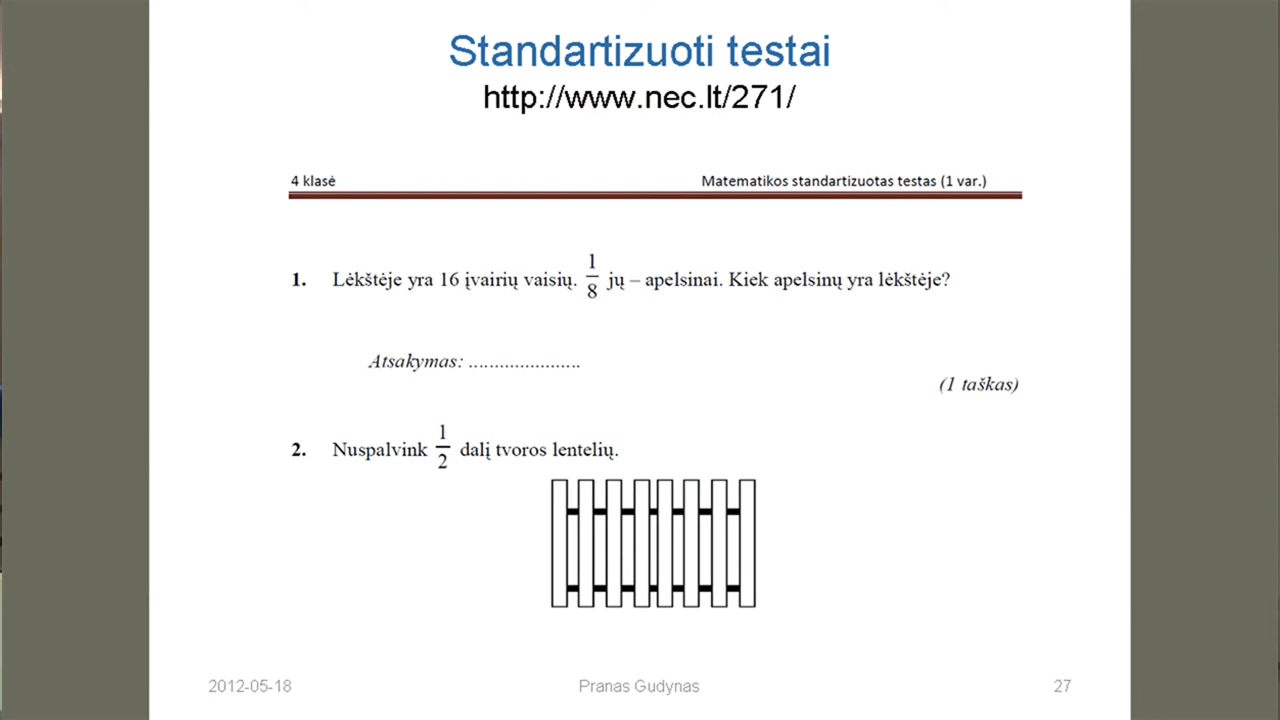 Standartizuoti testai
http://www.nec.lt/271/
4 klasė Matematikos standartizuotas testas (1 var.)
1. Lėkštėje yra 16 įvairių vaisių. 1/8 jų – apelsinai. Kiek apelsinų yra lėkštėje?
Atsakymas: ......................
(1 taškas)
2. Nuspalvink 1/2 dalį tvoros lentelių.
2012-05-18 Pranas Gudynas 27